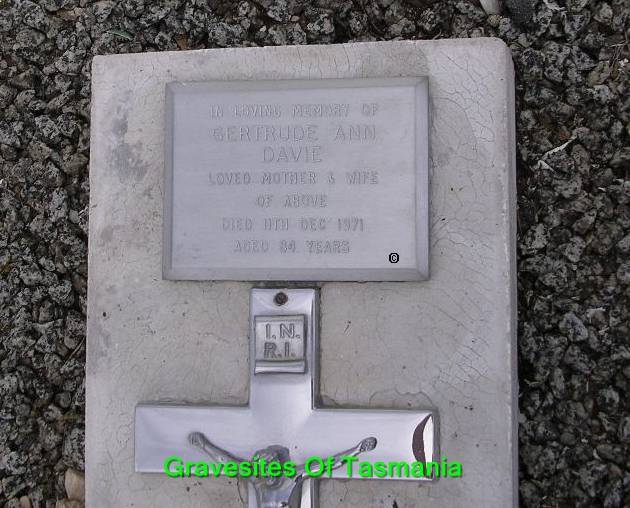 IN LOVING MEMORY OF
GERTRUDE ANN
DAVIE
LOVED MOTHER & WIFE
OF ABOVE
DIED 11TH DEC 1971
AGED 84 YEARS
©
I.N.
R.I.
Gravesites Of Tasmania